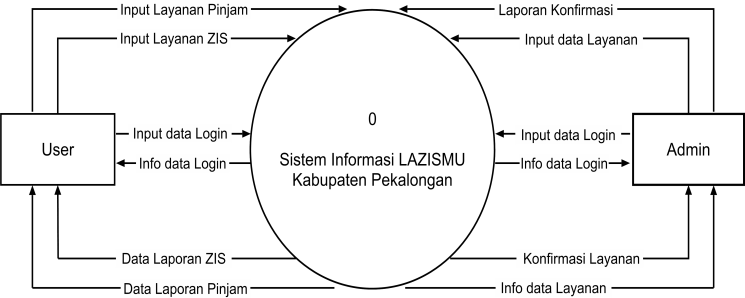 Input Layanan Pinjam
Laporan Konfirmasi
Input Layanan ZIS
Input data Layanan
0
User
Input data Login
Info data Login
Sistem Informasi LAZISMU
Kabupaten Pekalongan
Input data Login
Info data Login
Admin
Data Laporan ZIS
Konfirmasi Layanan
Data Laporan Pinjam
Info data Layanan